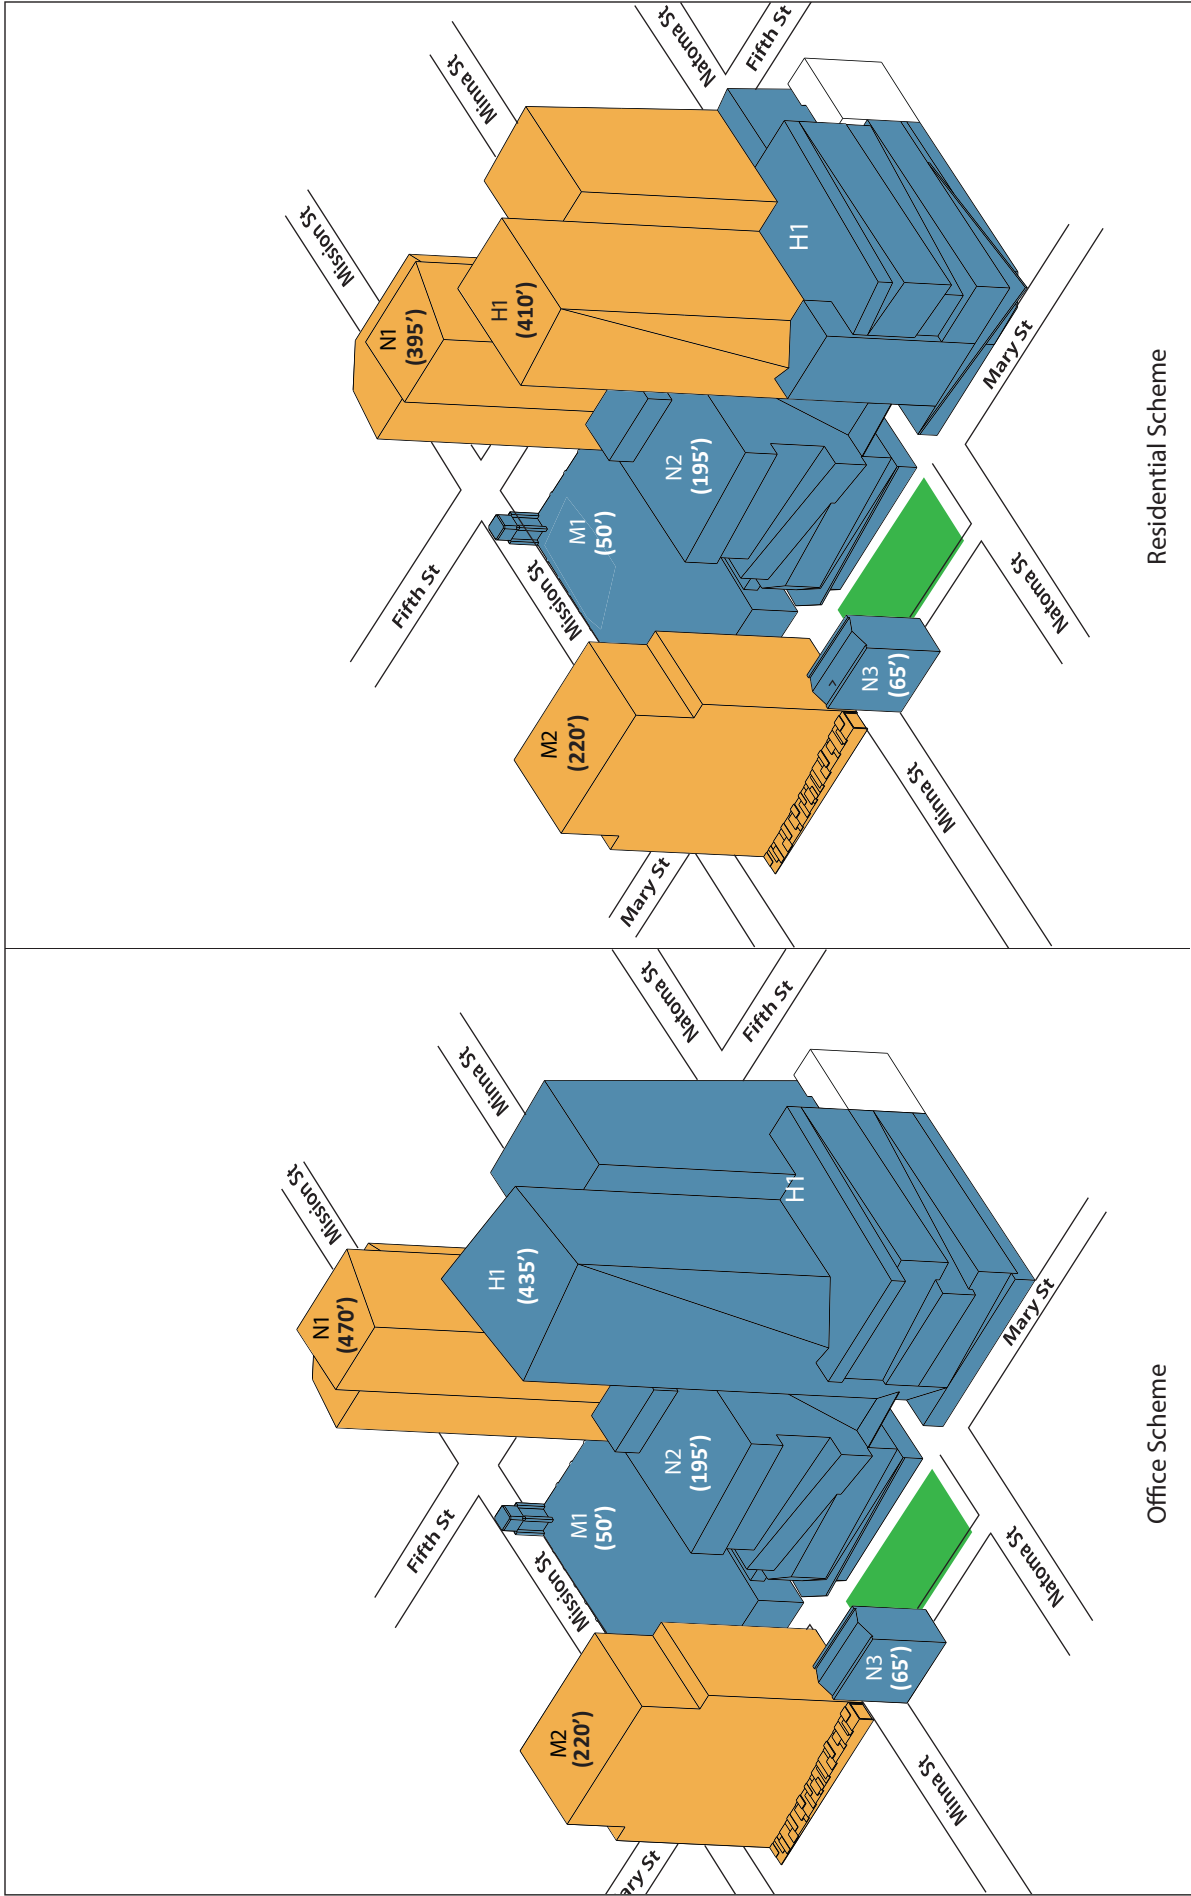 Mission St
Minna St
Natoma St
Fifth St
N1
(470’)
H1
(435’)
H1
Fifth St
Mission St
M1
(50’)
N2
(195’)
M2
(220’)
N3
(65’)
Mary St
ary St
Minna St
Natoma St
Office Scheme
Mission St
Minna St
Natoma St
Fifth St
N1
(395’)
H1
(410’)
H1
Fifth St
Mission St
M1
(50’)
N2
(195’)
M2
(220’)
N3
(65’)
Mary St
Mary St
Minna St
Natoma St
Residential Scheme